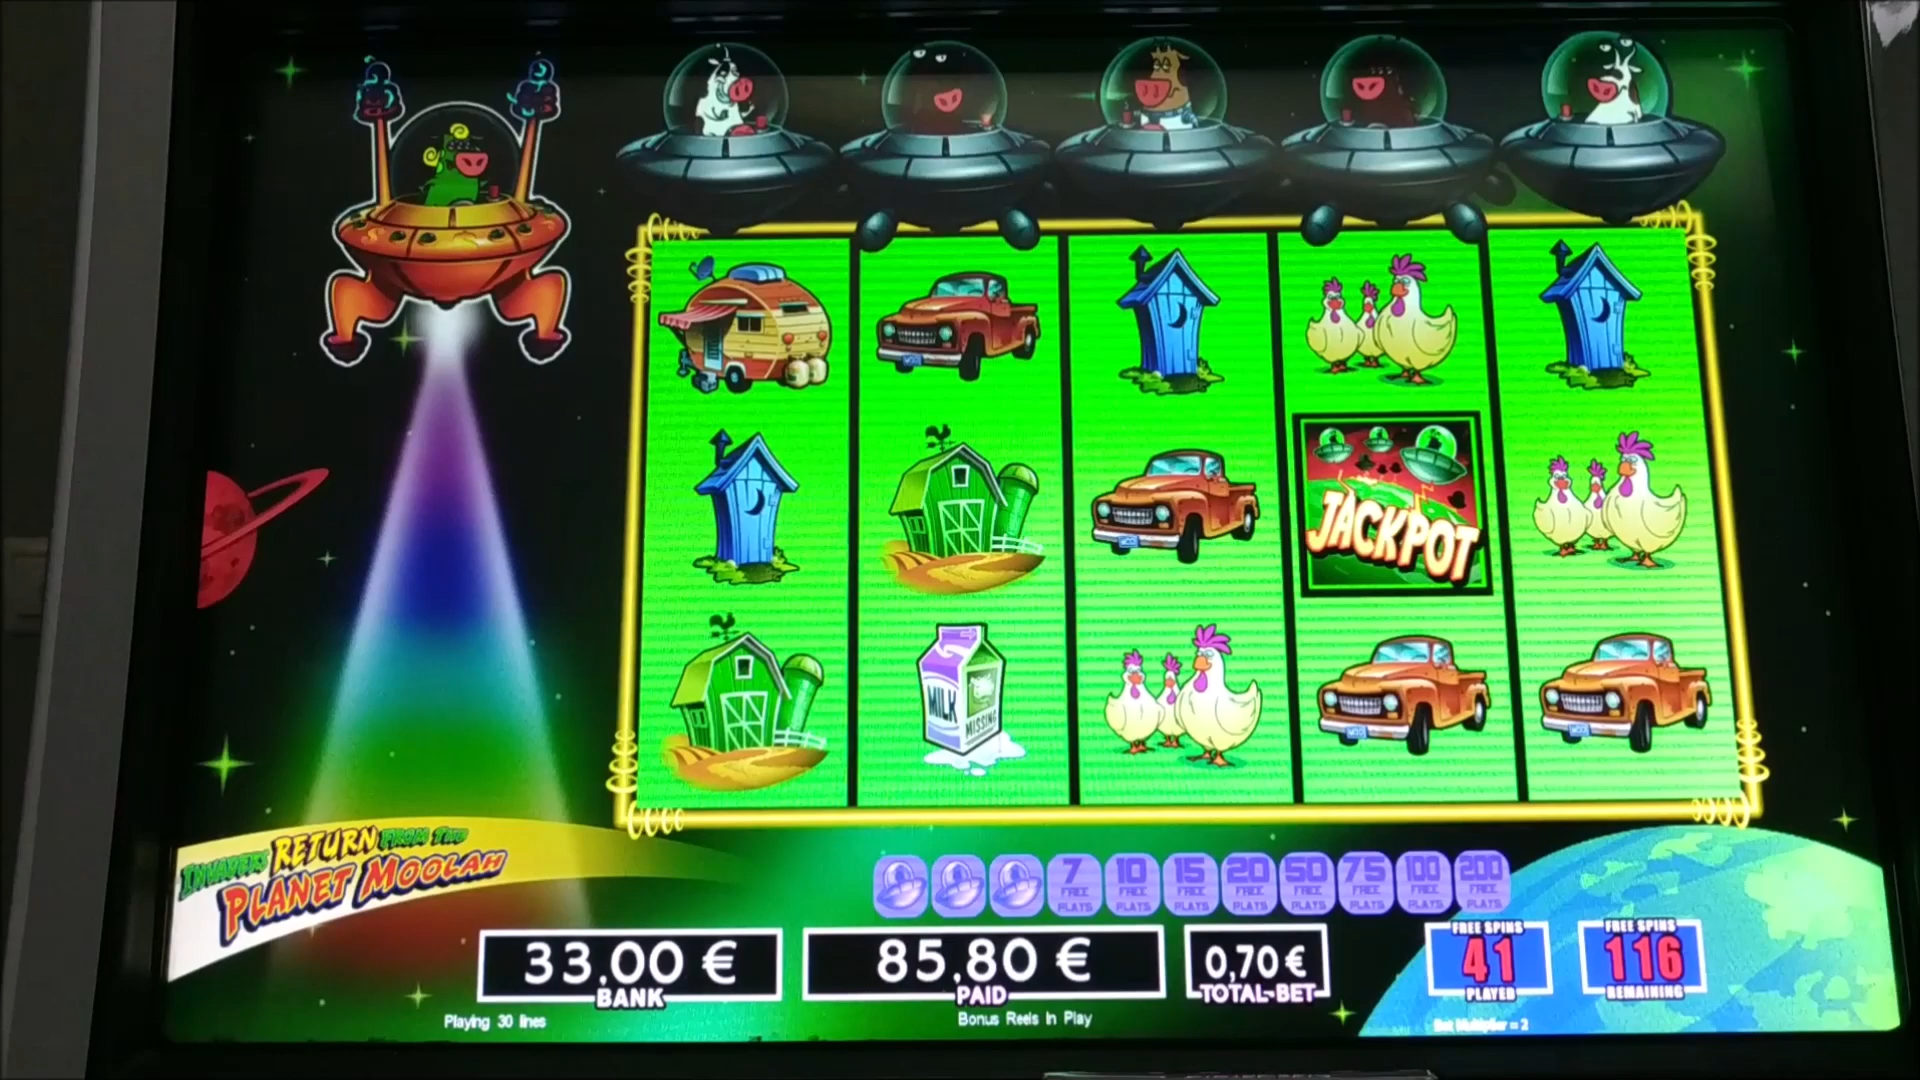 JACKPOT
MILK
MISSING
INVADERS RETURN FROM THE
PLANET MOOLAH
7 FREE PLAYS
10 FREE PLAYS
15 FREE PLAYS
20 FREE PLAYS
50 FREE PLAYS
75 FREE PLAYS
100 FREE PLAYS
200 FREE PLAYS
33,00 €
BANK
85,80 €
PAID
0,70 €
TOTAL-BET
FREE SPINS
41
PLAYED
FREE SPINS
116
REMAINING
Playing 30 lines
Bonus Reels In Play
Bet Multiplier = 2